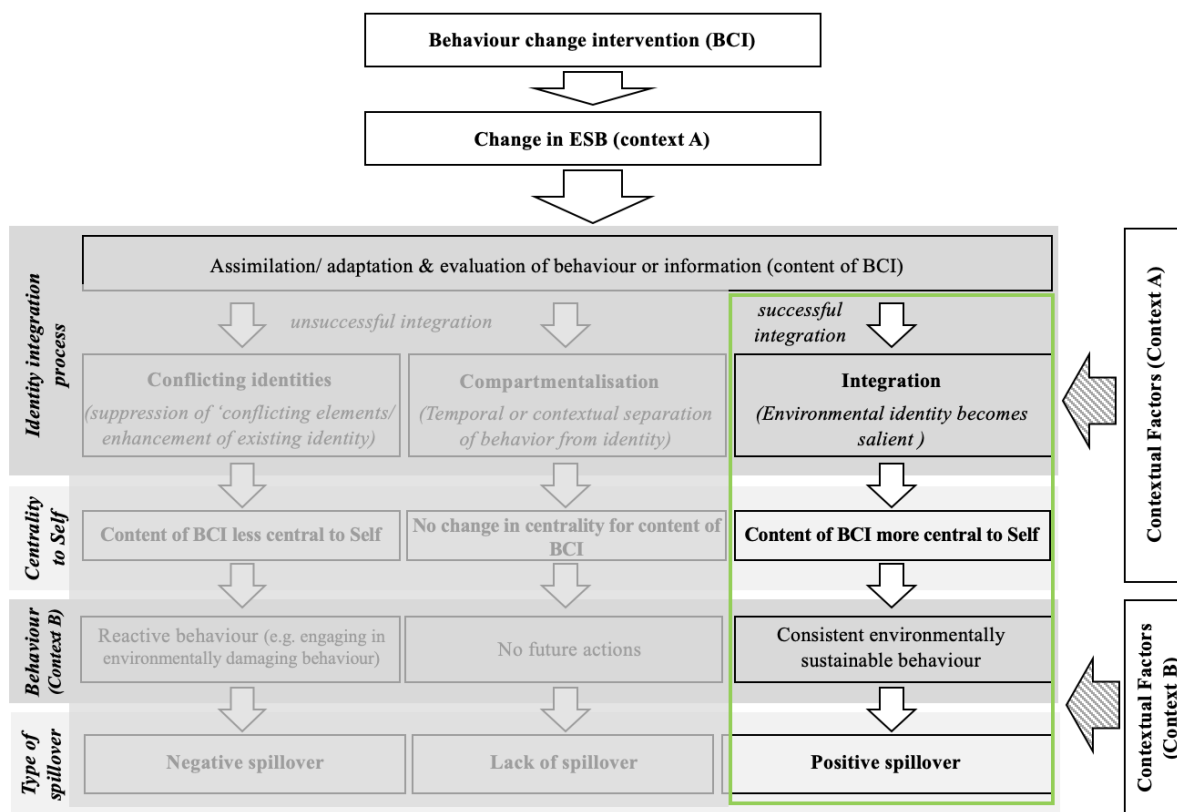 Behaviour change intervention (BCI)
Change in ESB (context A)
Identity integration
process
Assimilation/ adaptation & evaluation of behaviour or information (content of BCI)
unsuccessful integration
successful
integration
Conflicting identities
(suppression of ‘conflicting elements/
enhancement of existing identity)
Compartmentalisation
(Temporal or contextual separation
of behavior from identity)
Integration
(Environmental identity becomes
salient )
Contextual Factors (Context A)
Centrality
to Self
Content of BCI less central to Self
No change in centrality for content of
BCI
Content of BCI more central to Self
Behaviour
(Context B)
Reactive behaviour (e.g. engaging in
environmentally damaging behaviour)
No future actions
Consistent environmentally
sustainable behaviour
Contextual Factors
(Context B)
Type of
spillover
Negative spillover
Lack of spillover
Positive spillover